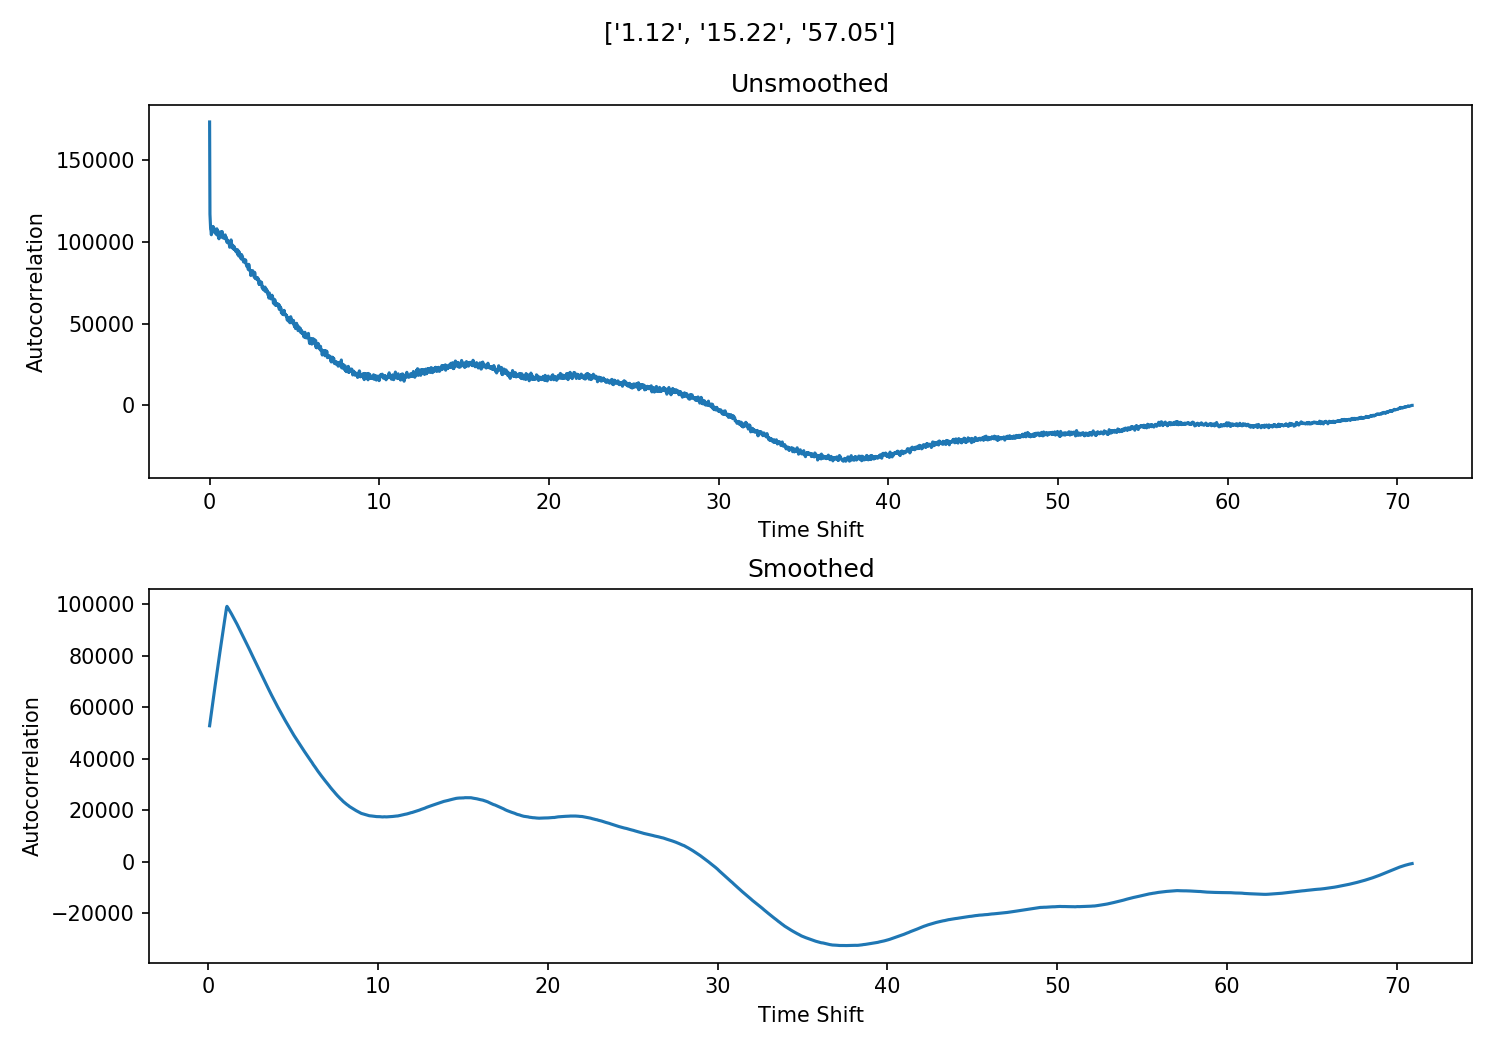 ['1.12', '15.22', '57.05']
Unsmoothed
Autocorrelation
150000
100000
50000
0
0 10 20 30 40 50 60 70
Time Shift
Smoothed
Autocorrelation
100000
80000
60000
40000
20000
0
−20000
0 10 20 30 40 50 60 70
Time Shift